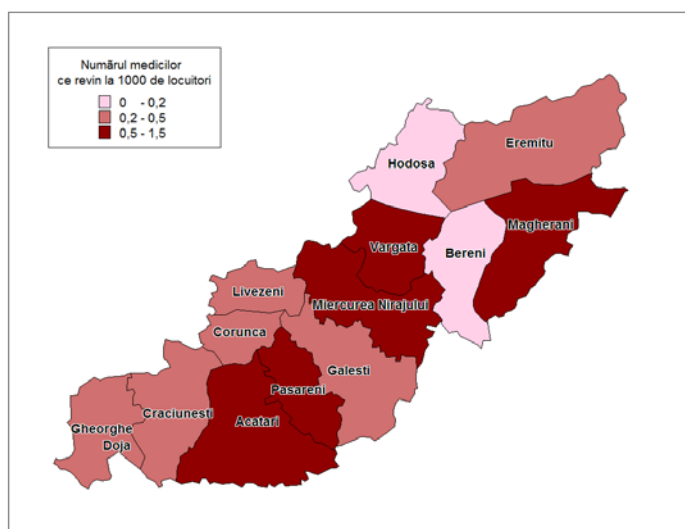 Numărul medicilor
ce revin la 1000 de locuitori
0 - 0,2
0,2 - 0,5
0,5 - 1,5
Hodosa
Eremitu
Magherani
Vargata
Bereni
Livezeni
Miercurea Nirajului
Corunca
Galesti
Pasareni
Craciunesti
Acatari
Gheorghe
Doja